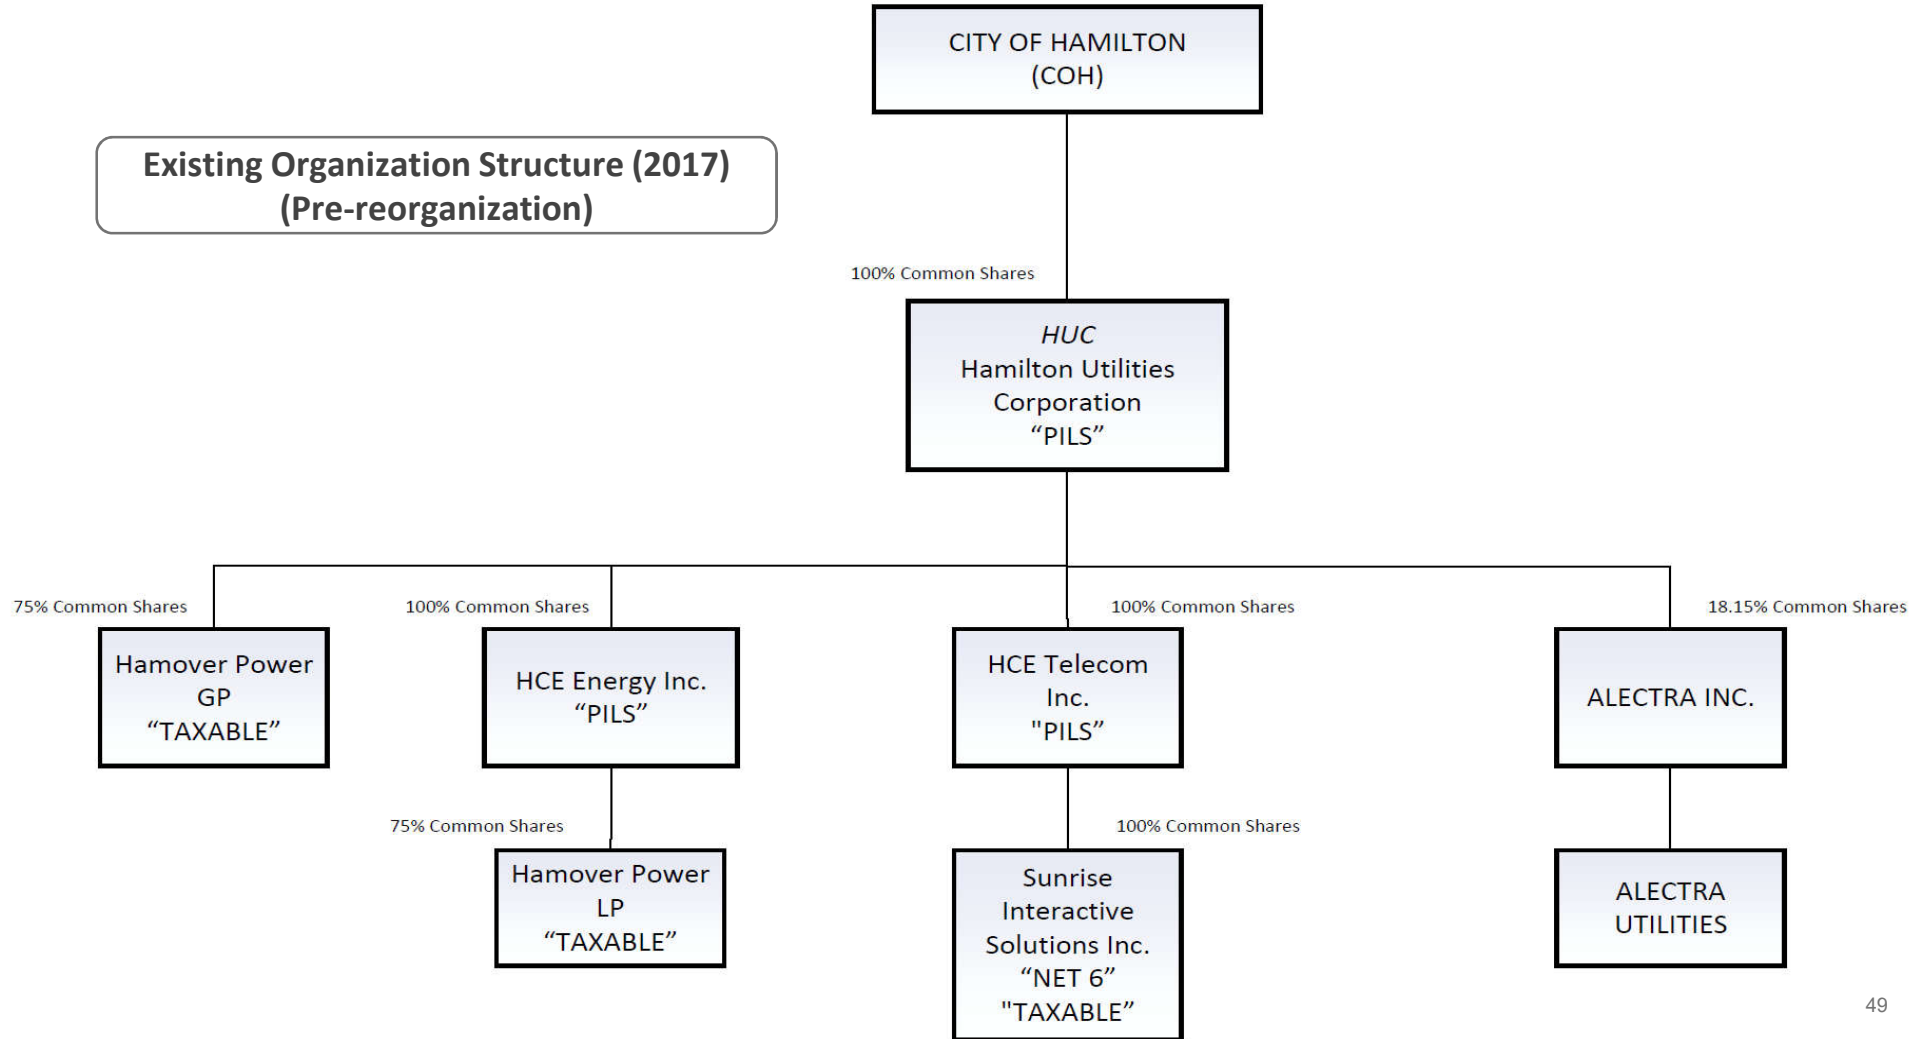 CITY OF HAMILTON
(COH)
Existing Organization Structure (2017)
(Pre-reorganization)
100% Common Shares
HUC
Hamilton Utilities
Corporation
“PILS”
75% Common Shares
100% Common Shares
100% Common Shares
18.15% Common Shares
Hamover Power
GP
“TAXABLE”
HCE Energy Inc.
“PILS”
HCE Telecom
Inc.
"PILS”
ALECTRA INC.
75% Common Shares
100% Common Shares
Hamover Power
LP
“TAXABLE”
Sunrise
Interactive
Solutions Inc.
“NET 6”
"TAXABLE”
ALECTRA
UTILITIES
49